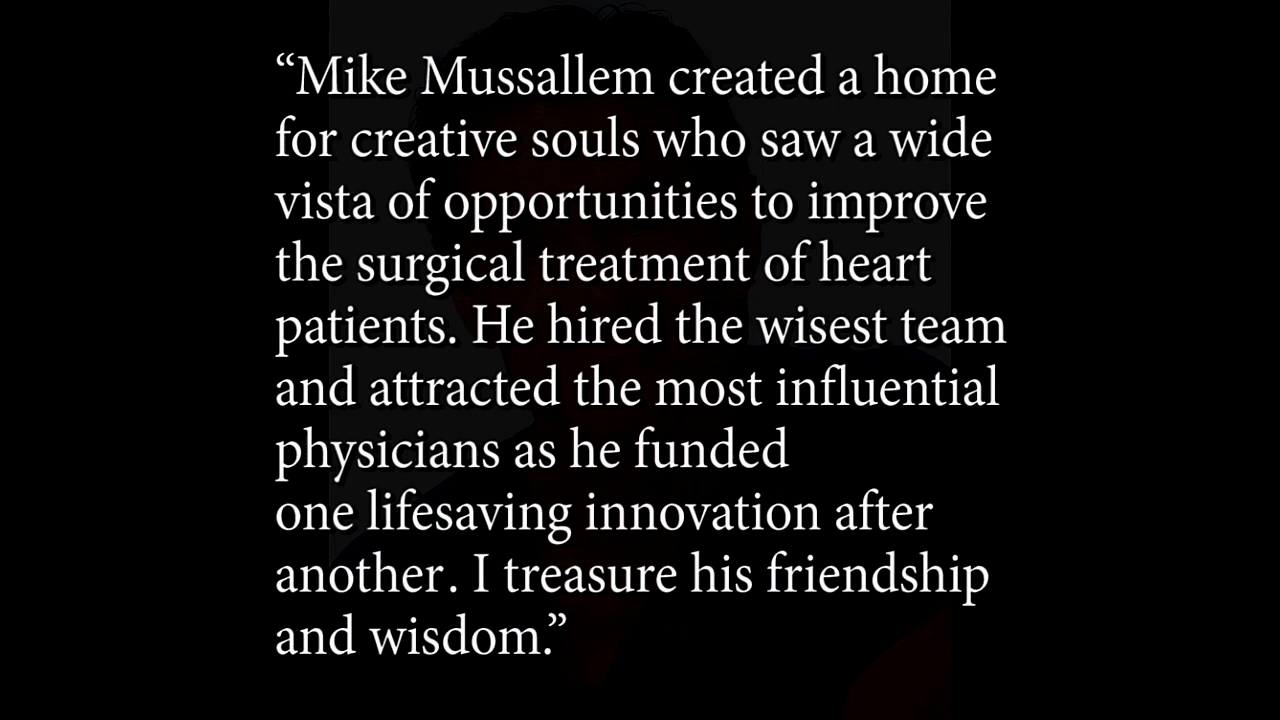 “Mike Mussallem created a home
for creative souls who saw a wide
vista of opportunities to improve
the surgical treatment of heart
patients. He hired the wisest team
and attracted the most influential
physicians as he funded
one lifesaving innovation after
another. I treasure his friendship
and wisdom.”